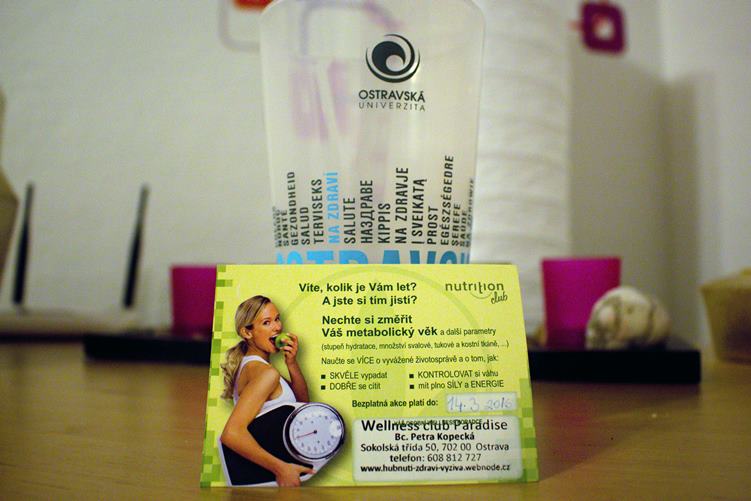 OSTRAVSKÁ
UNIVERZITA
SANTÉ
GEZONDHEID
SALUD
TERVISEKS
NA ZDRAVÍ
SALUTE
НАЗДРАВЕ
KIPPIS
NA ZDROWJE
Į SVEIKATĄ
PROST
EGÉSZSÉGEDRE
ŞEREFE
Víte, kolik je Vám let?
A jste si tím jistí?
nutrition
club
Nechte si změřit
Váš metabolický věk a další parametry
(stupeň hydratace, množství svalové, tukové a kostní tkáně, ...)
Naučte se VÍCE o vyvážené životosprávě a o tom, jak:
■ SKVĚLE vypadat ■ KONTROLOVAT si váhu
■ DOBŘE se cítit ■ mít plno SÍLY a ENERGIE
Bezplatná akce platí do: 14.3.2016
Wellness club Paradise
Bc. Petra Kopecká
Sokolská třída 50, 702 00 Ostrava
telefon: 608 812 727
www.hubnuti-zdravi-vyziva.webnode.cz